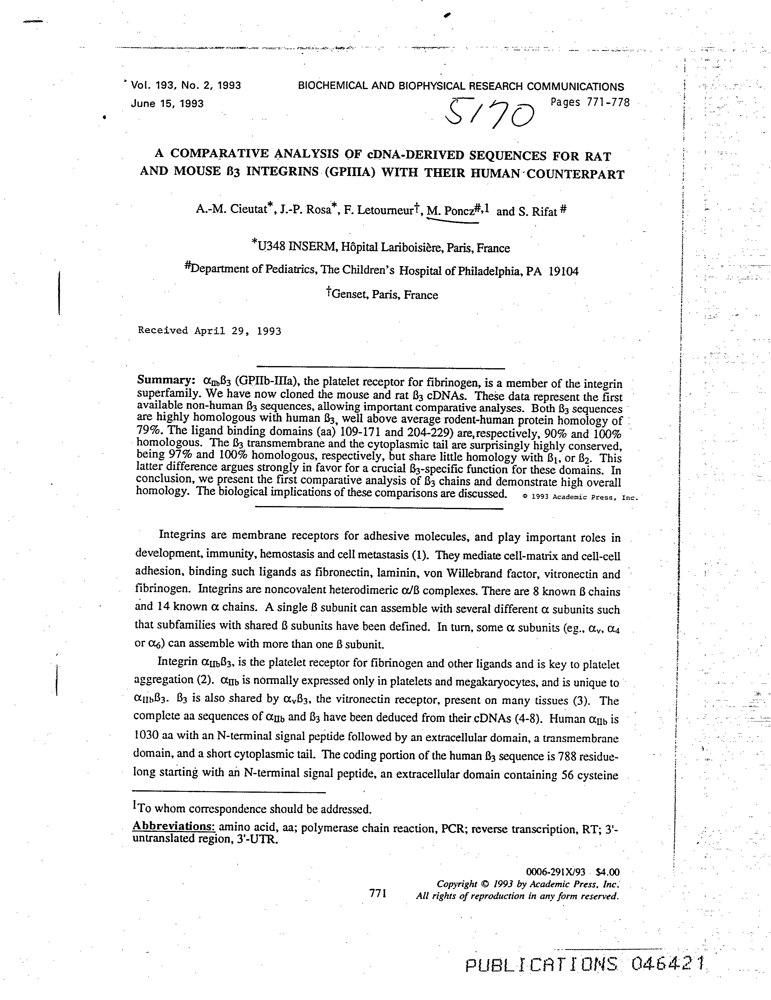 Vol. 193, No. 2, 1993 BIOCHEMICAL AND BIOPHYSICAL RESEARCH COMMUNICATIONS
June 15, 1993 Pages 771-778
5170
A COMPARATIVE ANALYSIS OF cDNA-DERIVED SEQUENCES FOR RAT
AND MOUSE ß3 INTEGRINS (GPIIIA) WITH THEIR HUMAN COUNTERPART
A.-M. Cieutat*, J.-P. Rosa*, F. Letourneur†, M. Poncz#,1 and S. Rifat #
*U348 INSERM, Hôpital Lariboisière, Paris, France
#Department of Pediatrics, The Children's Hospital of Philadelphia, PA 19104
†Genset, Paris, France
Received April 29, 1993
Summary: αIIbß3 (GPIIb-IIIa), the platelet receptor for fibrinogen, is a member of the integrin
superfamily. We have now cloned the mouse and rat ß3 cDNAs. These data represent the first
available non-human ß3 sequences, allowing important comparative analyses. Both ß3 sequences
are highly homologous with human ß3, well above average rodent-human protein homology of
79%. The ligand binding domains (aa) 109-171 and 204-229) are, respectively, 90% and 100%
homologous. The ß3 transmembrane and the cytoplasmic tail are surprisingly highly conserved,
being 97% and 100% homologous, respectively, but share little homology with ß1, or ß2. This
latter difference argues strongly in favor for a crucial ß3-specific function for these domains. In
conclusion, we present the first comparative analysis of ß3 chains and demonstrate high overall
homology. The biological implications of these comparisons are discussed. © 1993 Academic Press, Inc.
Integrins are membrane receptors for adhesive molecules, and play important roles in
development, immunity, hemostasis and cell metastasis (1). They mediate cell-matrix and cell-cell
adhesion, binding such ligands as fibronectin, laminin, von Willebrand factor, vitronectin and
fibrinogen. Integrins are noncovalent heterodimeric α/ß complexes. There are 8 known ß chains
and 14 known α chains. A single ß subunit can assemble with several different α subunits such
that subfamilies with shared ß subunits have been defined. In turn, some α subunits (eg., αv, α4
or α6) can assemble with more than one ß subunit.
Integrin αIIbß3, is the platelet receptor for fibrinogen and other ligands and is key to platelet
aggregation (2). αIIb is normally expressed only in platelets and megakaryocytes, and is unique to
αIIbß3. ß3 is also shared by αvß3, the vitronectin receptor, present on many tissues (3). The
complete aa sequences of αIIb and ß3 have been deduced from their cDNAs (4-8). Human αIIb is
1030 aa with an N-terminal signal peptide followed by an extracellular domain, a transmembrane
domain, and a short cytoplasmic tail. The coding portion of the human ß3 sequence is 788 residue-
long starting with an N-terminal signal peptide, an extracellular domain containing 56 cysteine
1To whom correspondence should be addressed.
Abbreviations: amino acid, aa; polymerase chain reaction, PCR; reverse transcription, RT; 3'-
untranslated region, 3'-UTR.
0006-291X/93 $4.00
Copyright © 1993 by Academic Press, Inc.
771 All rights of reproduction in any form reserved.
PUBLICATIONS 046421